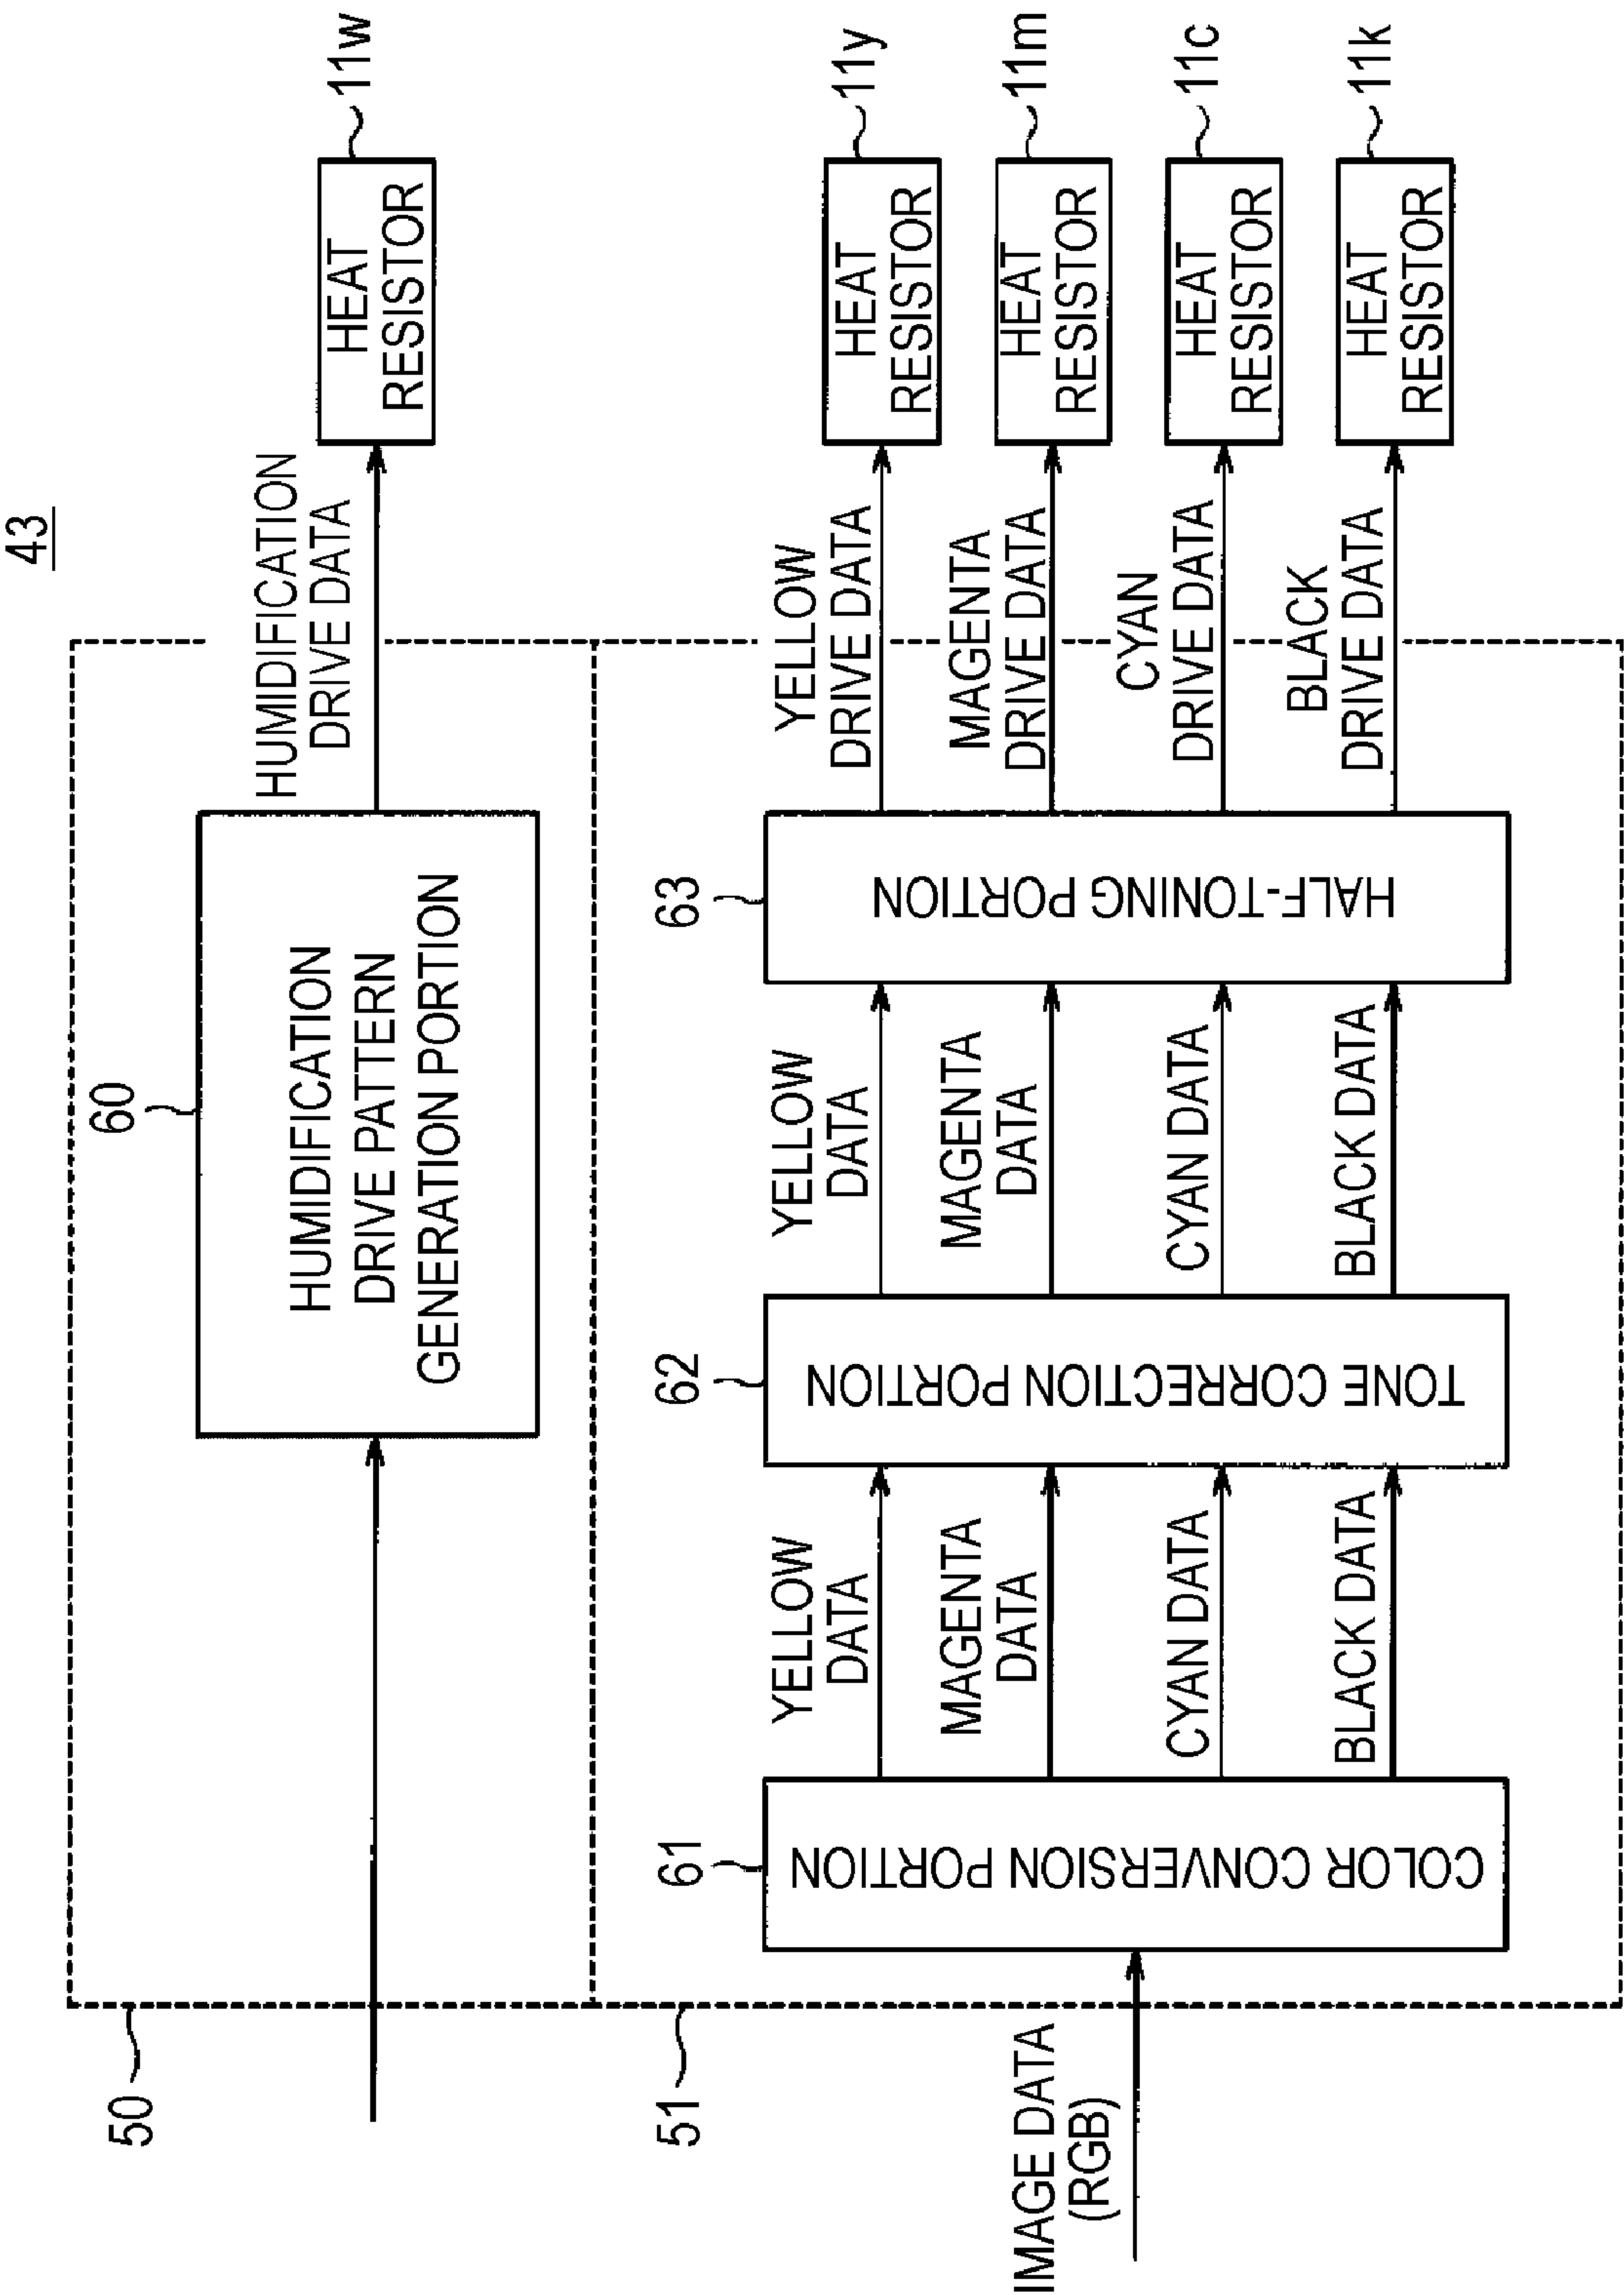 43
50
60
HUMIDIFICATION
DRIVE PATTERN
GENERATION PORTION
HUMIDIFICATION
DRIVE DATA
HEAT
RESISTOR
11w
51
IMAGE DATA
(RGB)
61
COLOR CONVERSION PORTION
YELLOW
DATA
MAGENTA
DATA
CYAN DATA
BLACK DATA
62
TONE CORRECTION PORTION
YELLOW
DATA
MAGENTA
DATA
CYAN DATA
BLACK DATA
63
HALF-TONING PORTION
YELLOW
DRIVE DATA
MAGENTA
DRIVE DATA
CYAN
DRIVE DATA
BLACK
DRIVE DATA
HEAT
RESISTOR
11y
HEAT
RESISTOR
11m
HEAT
RESISTOR
11c
HEAT
RESISTOR
11k